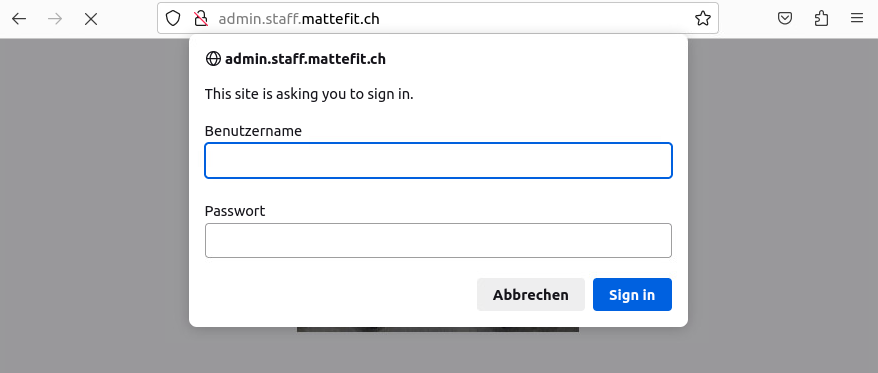 admin.staff.mattefit.ch
admin.staff.mattefit.ch
This site is asking you to sign in.
Benutzername
Passwort
Abbrechen
Sign in